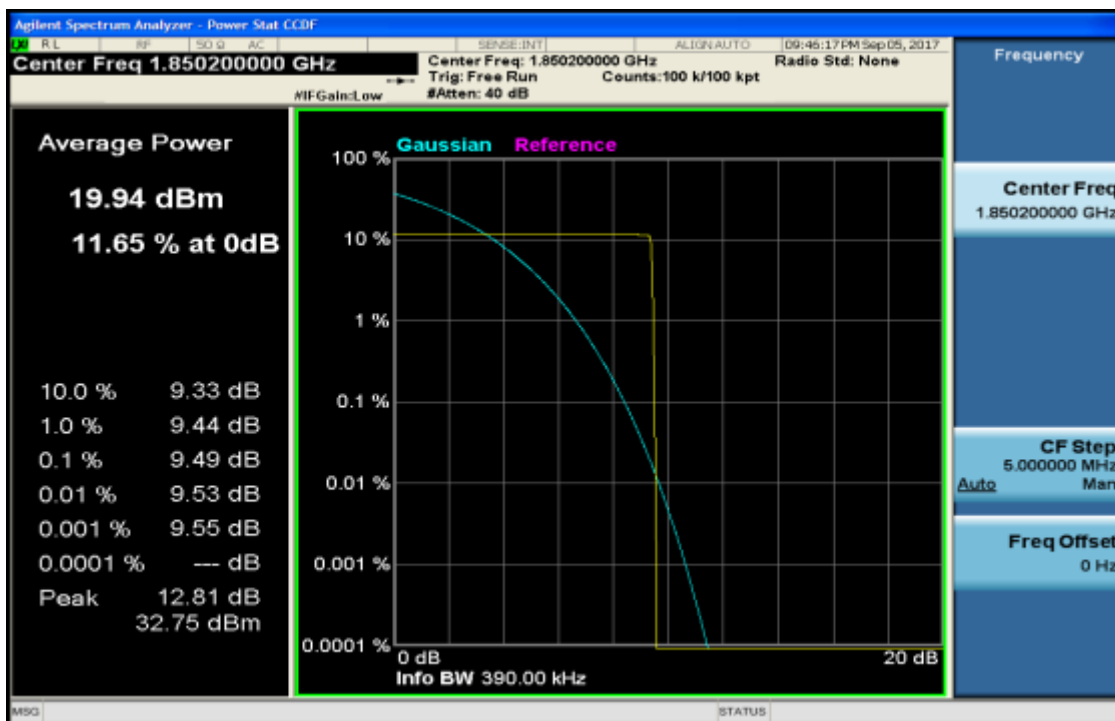 Agilent Spectrum Analyzer - Power Stat CCDF
LXI RL RF 50 Ω AC SENSE:INT ALIGN AUTO 09:46:17 PM Sep 05, 2017
Center Freq 1.850200000 GHz
Center Freq: 1.850200000 GHz Radio Std: None
Trig: Free Run Counts:100 k/100 kpt
#IFGain:Low #Atten: 40 dB
Average Power
19.94 dBm
11.65 % at 0dB
10.0 % 9.33 dB
1.0 % 9.44 dB
0.1 % 9.49 dB
0.01 % 9.53 dB
0.001 % 9.55 dB
0.0001 % --- dB
Peak 12.81 dB
32.75 dBm
Gaussian Reference
100 %
10 %
1 %
0.1 %
0.01 %
0.001 %
0.0001 %
0 dB 20 dB
Info BW 390.00 kHz
Frequency
Center Freq
1.850200000 GHz
CF Step
5.000000 MHz
Auto Man
Freq Offset
0 Hz
MSG STATUS